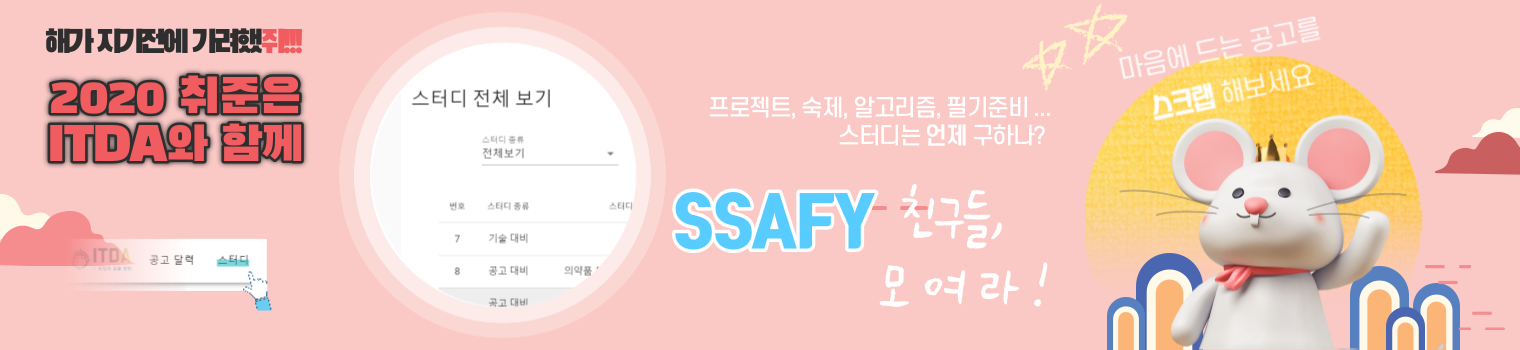 해가 지기전에 가려했쥐!!!
2020 취준은
ITDA와 함께
ITDA
공고 달력
스터디
스터디 전체 보기
스터디 종류
전체보기
번호 스터디 종류 스터디
7 기술 대비
8 공고 대비 의약품
공고 대비
프로젝트, 숙제, 알고리즘, 필기준비 ...
스터디는 언제 구하나?
SSAFY 친구들,
모여라!
마음에 드는 공고를
스크랩 해보세요